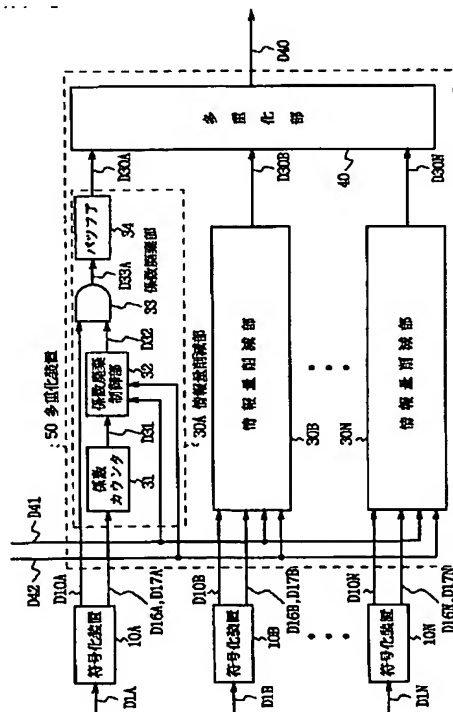 50 多重化装置
D41
D42
D10A
D1A
符号化装置
10A
D16A,D17A
係数
カウンタ
31
D31
係数廃棄
制御部
32
D32
33 係数廃棄部
D33A
バッファ
34
D30A
30A 情報量削減部
D1B
符号化装置
10B
D10B
D16B,D17B
情報量削減部
30B
D30B
D1N
符号化装置
10N
D10N
D16N,D17N
情報量削減部
30N
D30N
多重化部
40
D40